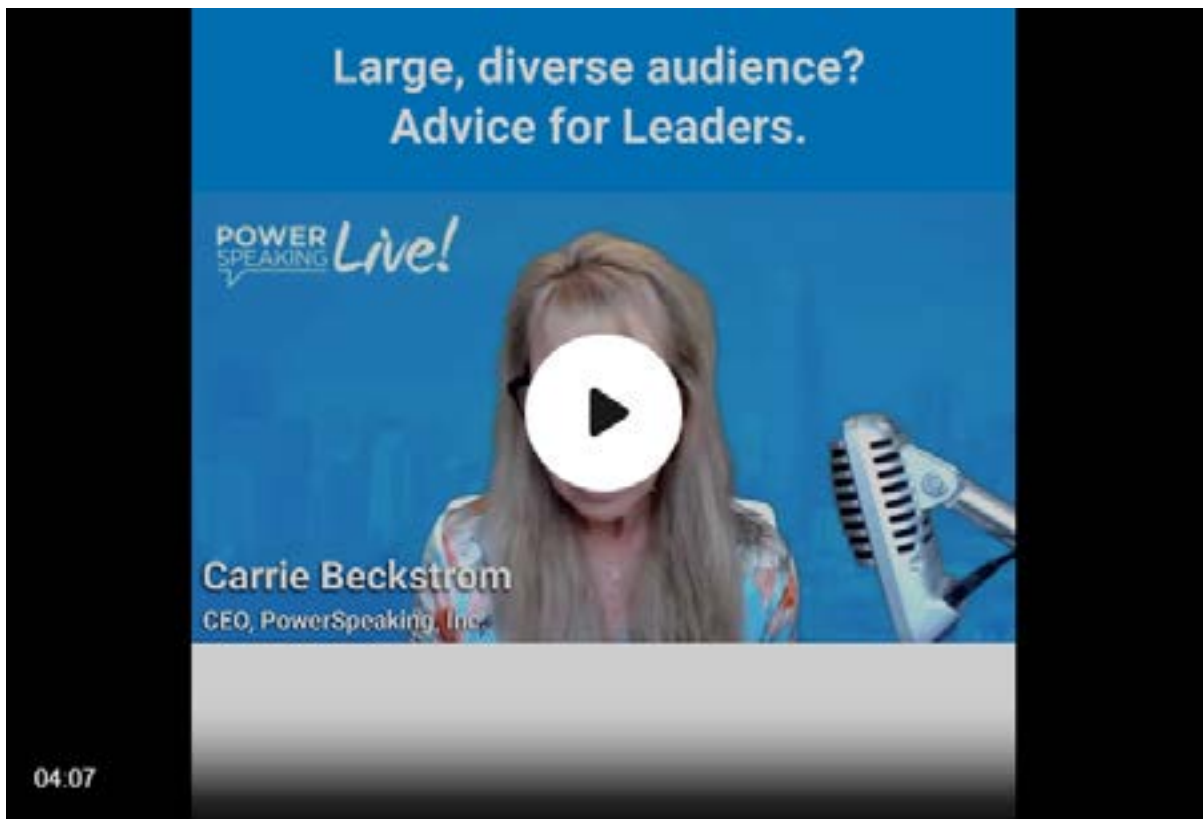 Large, diverse audience?
Advice for Leaders.
POWER
SPEAKING Live!
Carrie Beckstrom
CEO, PowerSpeaking, Inc.
04:07